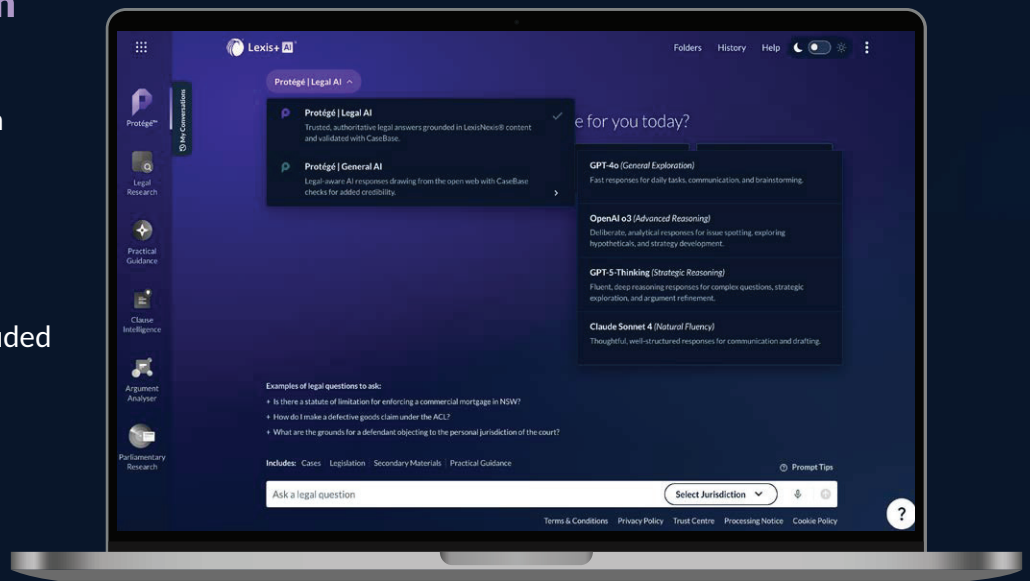 Lexis+ AI
Folders History Help
Protégé | Legal AI
Protégé | Legal AI
Trusted, authoritative legal answers grounded in LexisNexis® content
and validated with CaseBase.
Protégé | General AI
Legal-aware AI responses drawing from the open web with CaseBase
checks for added credibility.
e for you today?
GPT-4o (General Exploration)
Fast responses for daily tasks, communication, and brainstorming.
OpenAI o3 (Advanced Reasoning)
Deliberate, analytical responses for issue spotting, exploring
hypotheticals, and strategy development.
GPT-5-Thinking (Strategic Reasoning)
Fluent, deep reasoning responses for complex questions, strategic
exploration, and argument refinement.
Claude Sonnet 4 (Natural Fluency)
Thoughtful, well-structured responses for communication and drafting.
Protégé™
My Conversations
Legal
Research
Practical
Guidance
Clause
Intelligence
Argument
Analyser
Parliamentary
Research
Examples of legal questions to ask:
+ Is there a statute of limitation for enforcing a commercial mortgage in NSW?
+ How do I make a defective goods claim under the ACL?
+ What are the grounds for a defendant objecting to the personal jurisdiction of the court?
Includes: Cases | Legislation | Secondary Materials | Practical Guidance
Prompt Tips
Ask a legal question
Select Jurisdiction
?
Terms & Conditions Privacy Policy Trust Centre Processing Notice Cookie Policy